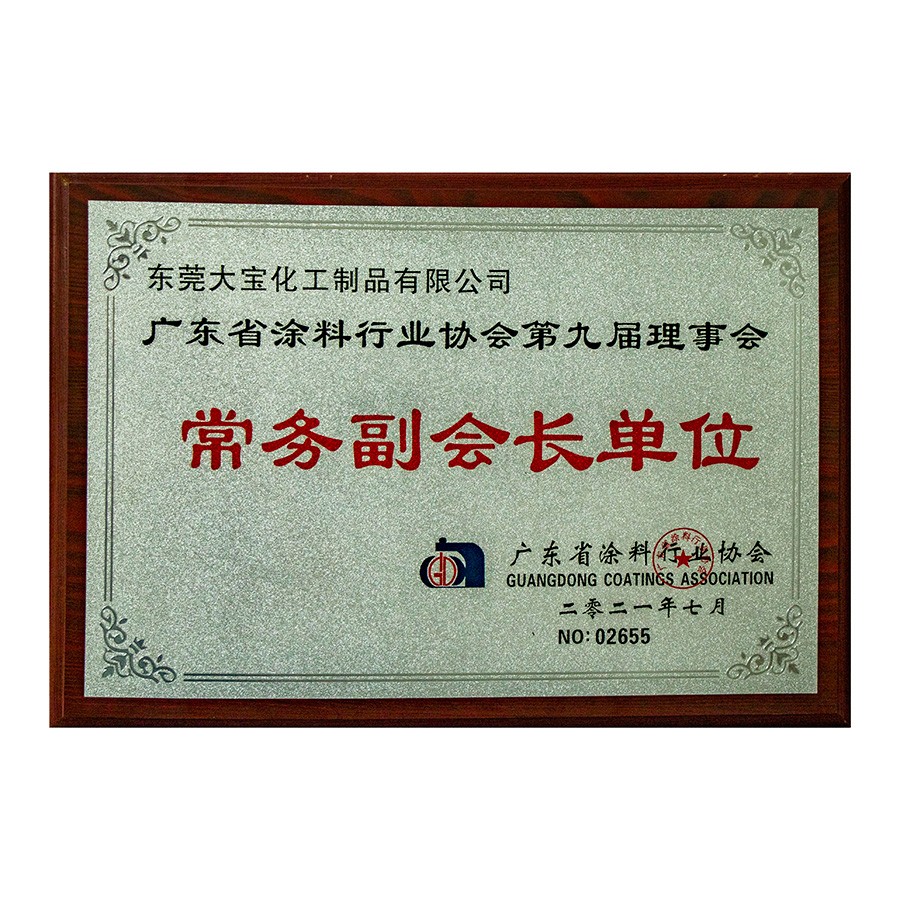 东莞大宝化工制品有限公司
广东省涂料行业协会第九届理事会
常务副会长单位
广东省涂料行业协会
GUANGDONG COATINGS ASSOCIATION
二零二一年七月
NO: 02655